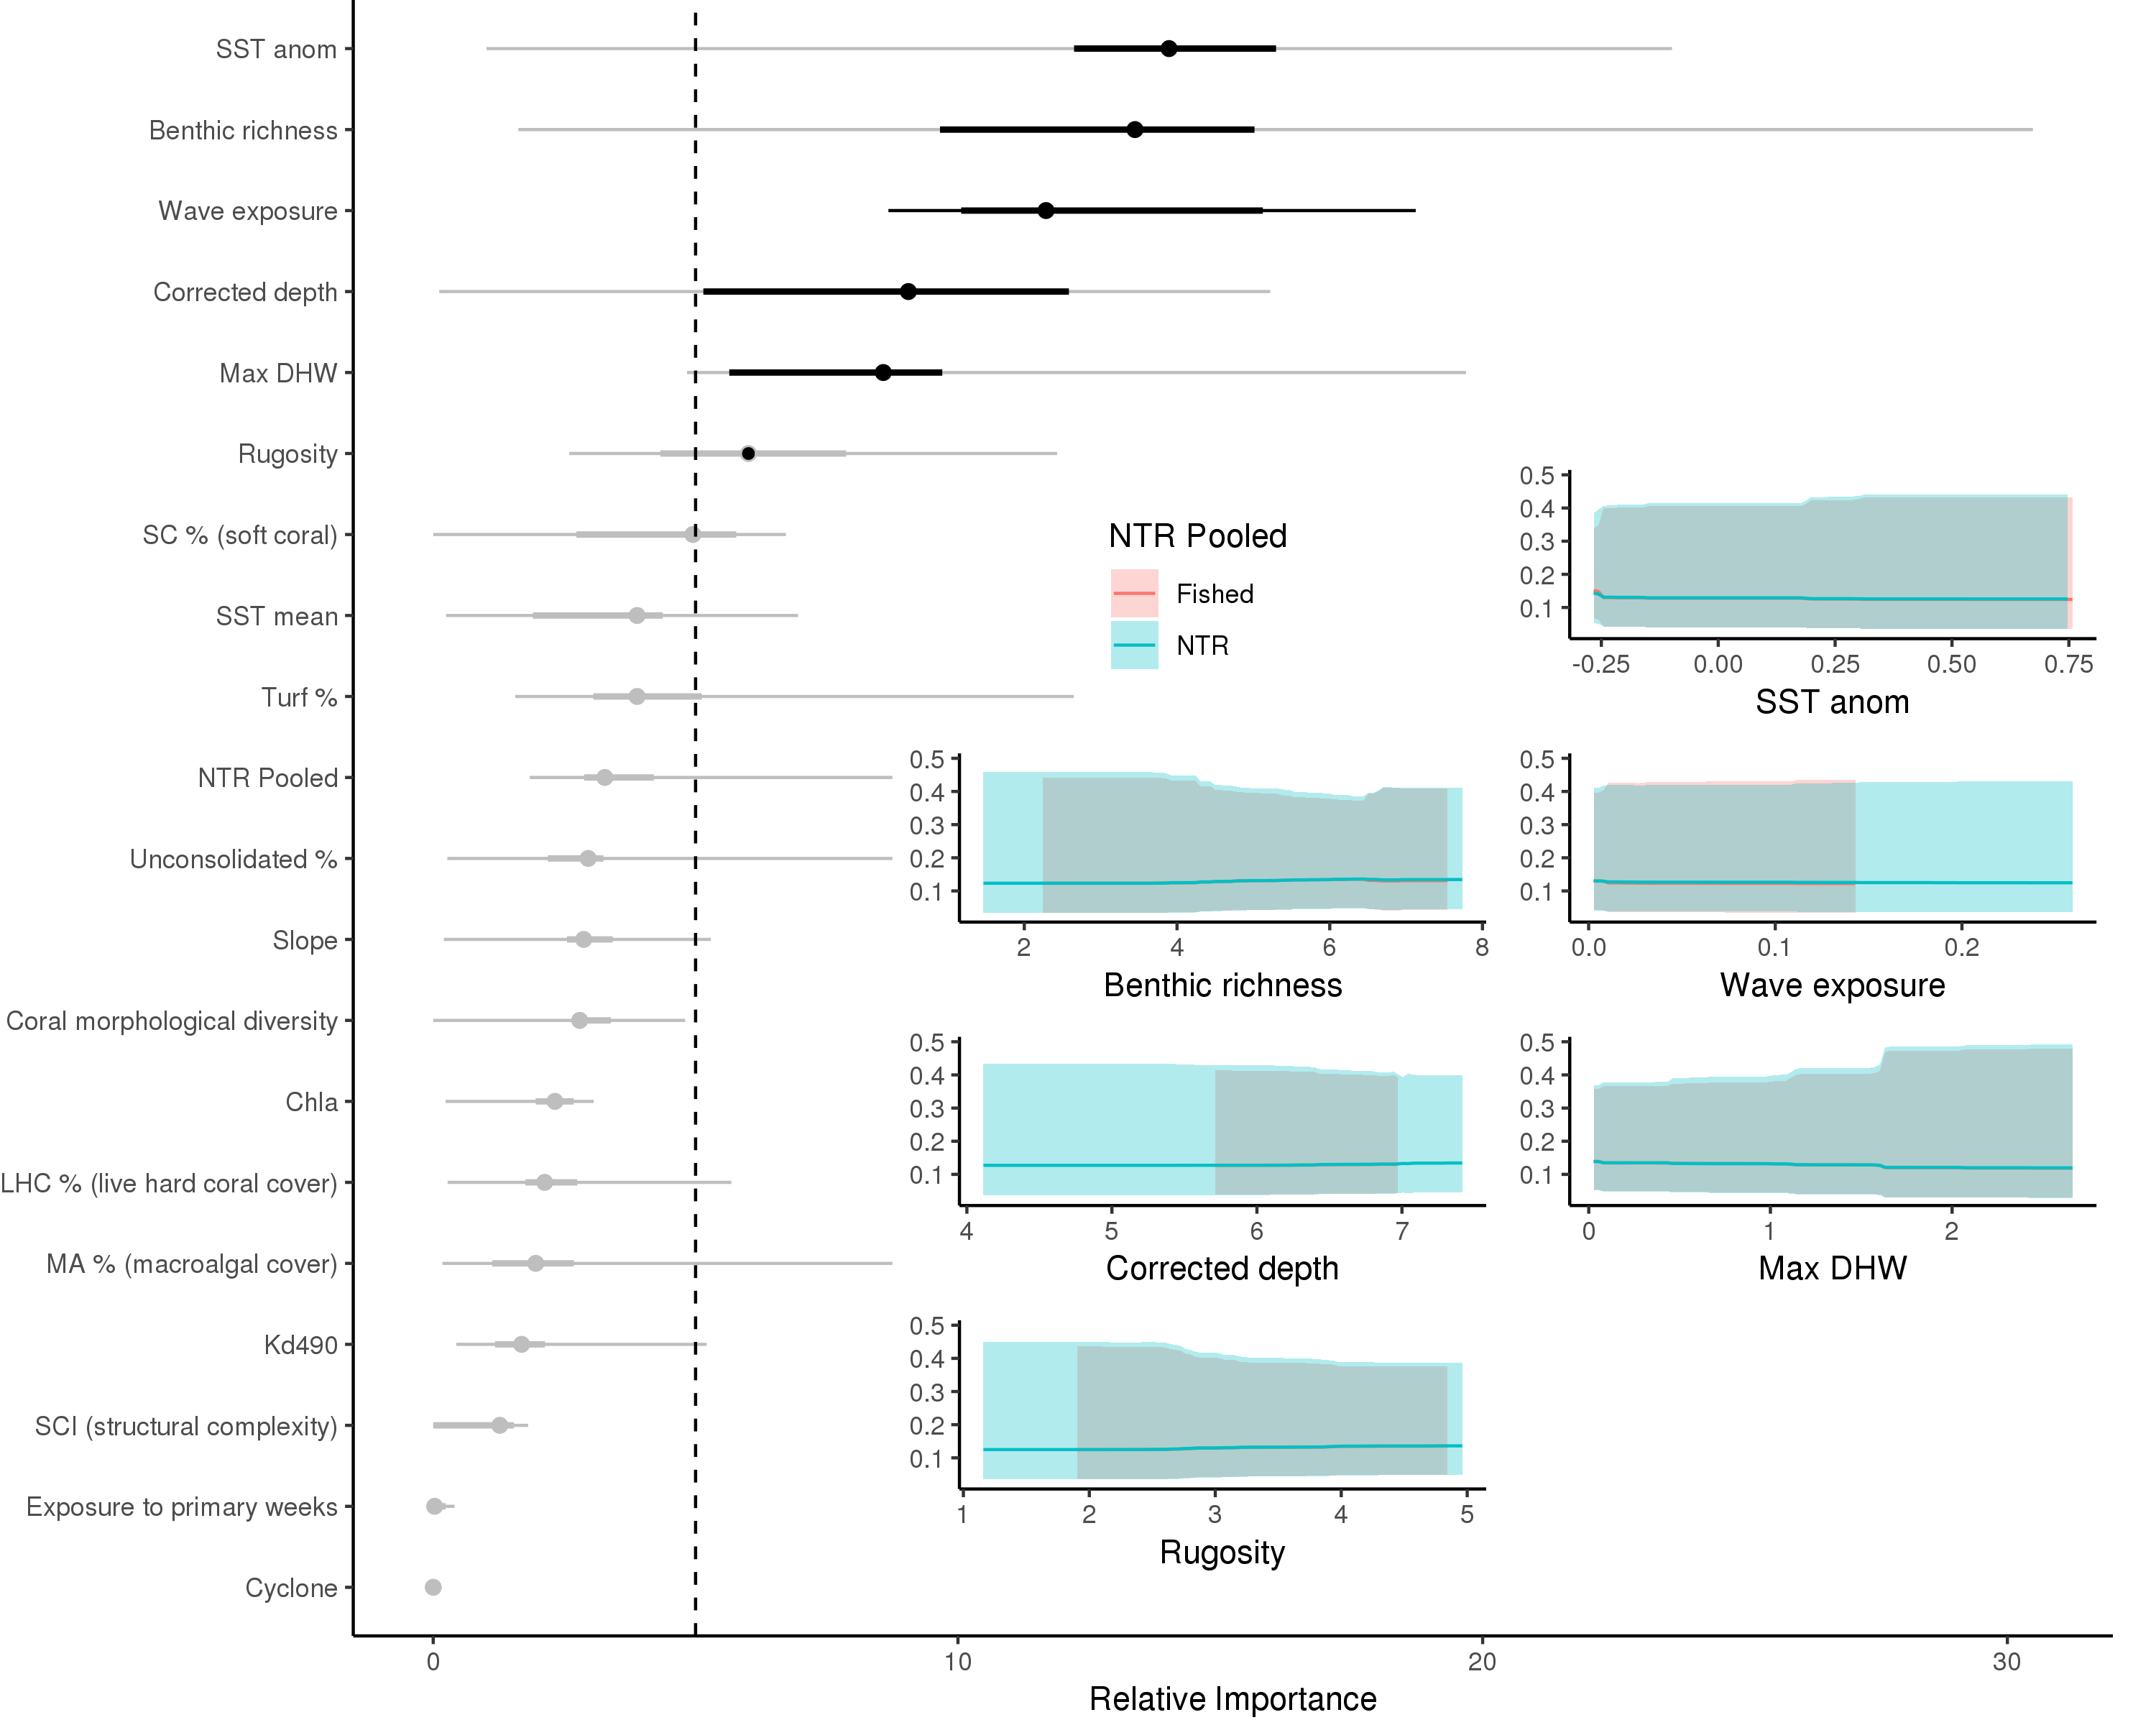 SST anom
Benthic richness
Wave exposure
Corrected depth
Max DHW
Rugosity
SC % (soft coral)
SST mean
Turf %
NTR Pooled
Unconsolidated %
Slope
Coral morphological diversity
Chla
LHC % (live hard coral cover)
MA % (macroalgal cover)
Kd490
SCI (structural complexity)
Exposure to primary weeks
Cyclone
0 10 20 30
Relative Importance
NTR Pooled
Fished
NTR
0.5
0.4
0.3
0.2
0.1
-0.25 0.00 0.25 0.50 0.75
SST anom
0.5
0.4
0.3
0.2
0.1
2 4 6 8
Benthic richness
0.5
0.4
0.3
0.2
0.1
0.0 0.1 0.2
Wave exposure
0.5
0.4
0.3
0.2
0.1
4 5 6 7
Corrected depth
0.5
0.4
0.3
0.2
0.1
0 1 2
Max DHW
0.5
0.4
0.3
0.2
0.1
1 2 3 4 5
Rugosity